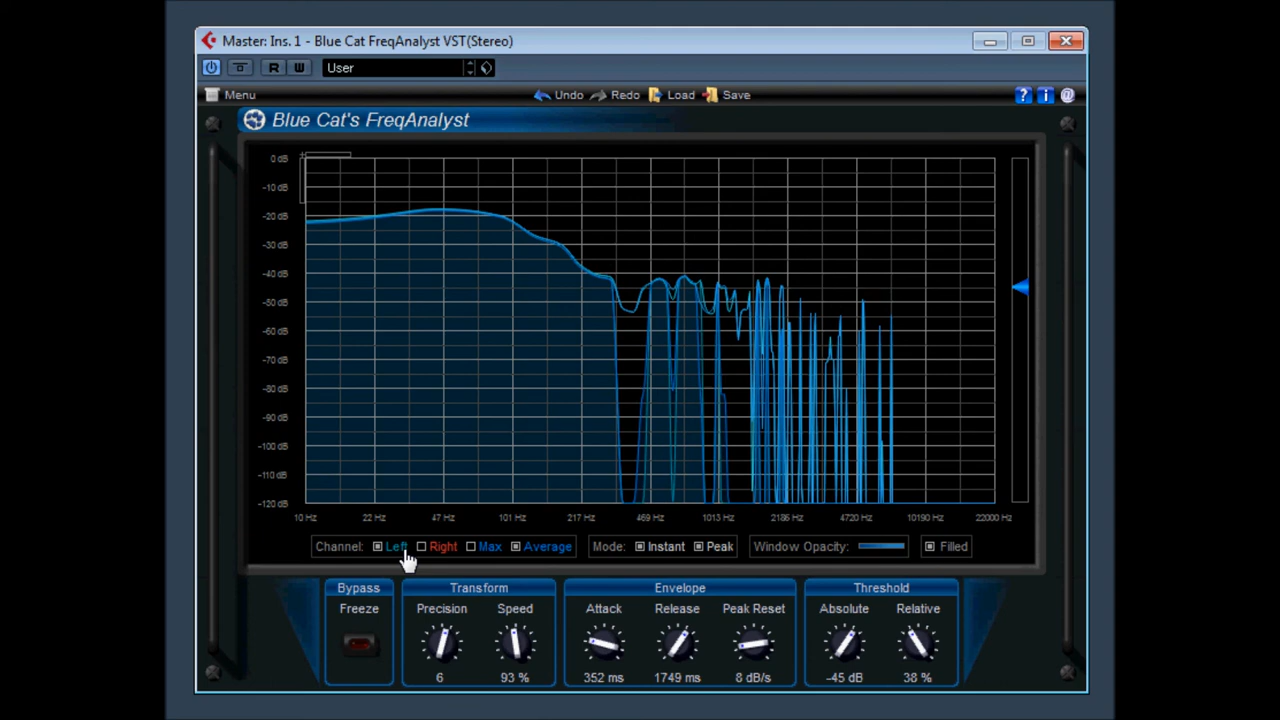 Master: Ins. 1 - Blue Cat FreqAnalyst VST(Stereo)
R W User
Menu Undo Redo Load Save ? i @
Blue Cat's FreqAnalyst
0 dB
-10 dB
-20 dB
-30 dB
-40 dB
-50 dB
-60 dB
-70 dB
-80 dB
-90 dB
-100 dB
-110 dB
-120 dB
10 Hz 22 Hz 47 Hz 101 Hz 217 Hz 469 Hz 1013 Hz 2186 Hz 4720 Hz 10190 Hz 22000 Hz
Channel: Left Right Max Average Mode: Instant Peak Window Opacity: Filled
Bypass Transform Envelope Threshold
Freeze Precision Speed Attack Release Peak Reset Absolute Relative
6 93 % 352 ms 1749 ms 8 dB/s -45 dB 38 %